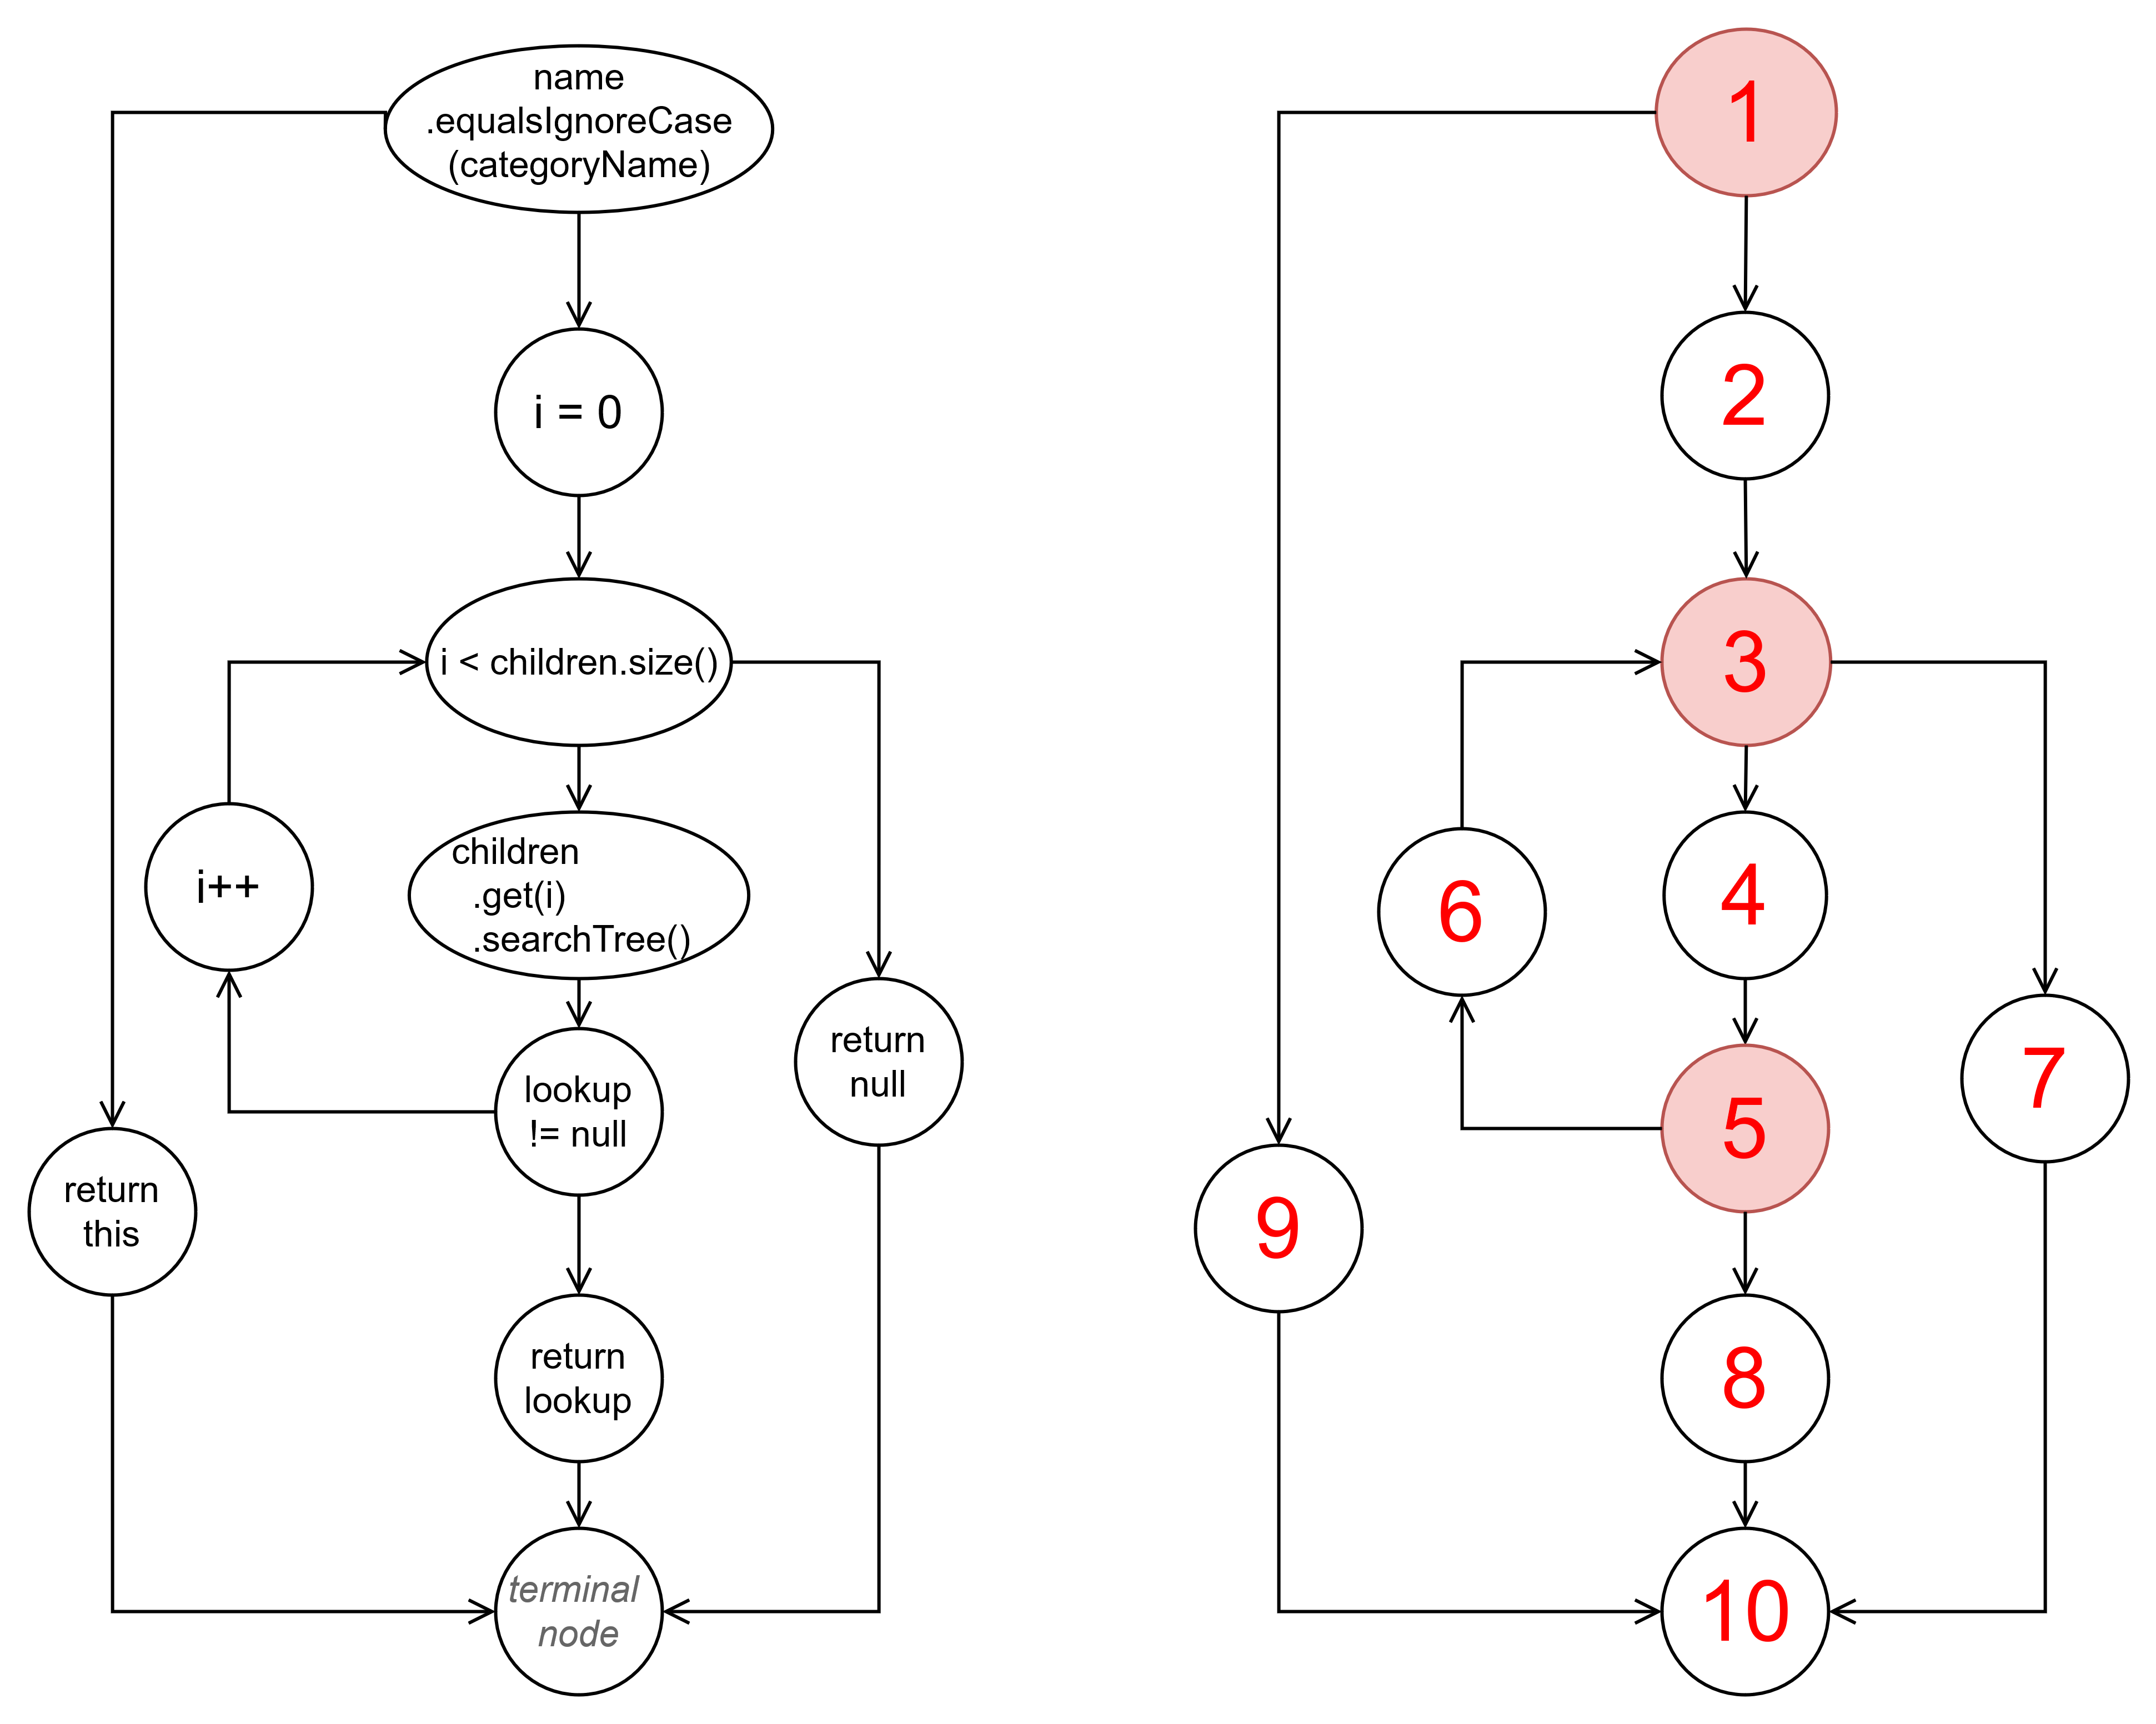 name
.equalsIgnoreCase
(categoryName)
i = 0
i < children.size()
children
.get(i)
.searchTree()
i++
lookup
!= null
return
null
return
this
return
lookup
terminal
node
1
2
3
4
6
5
7
9
8
10